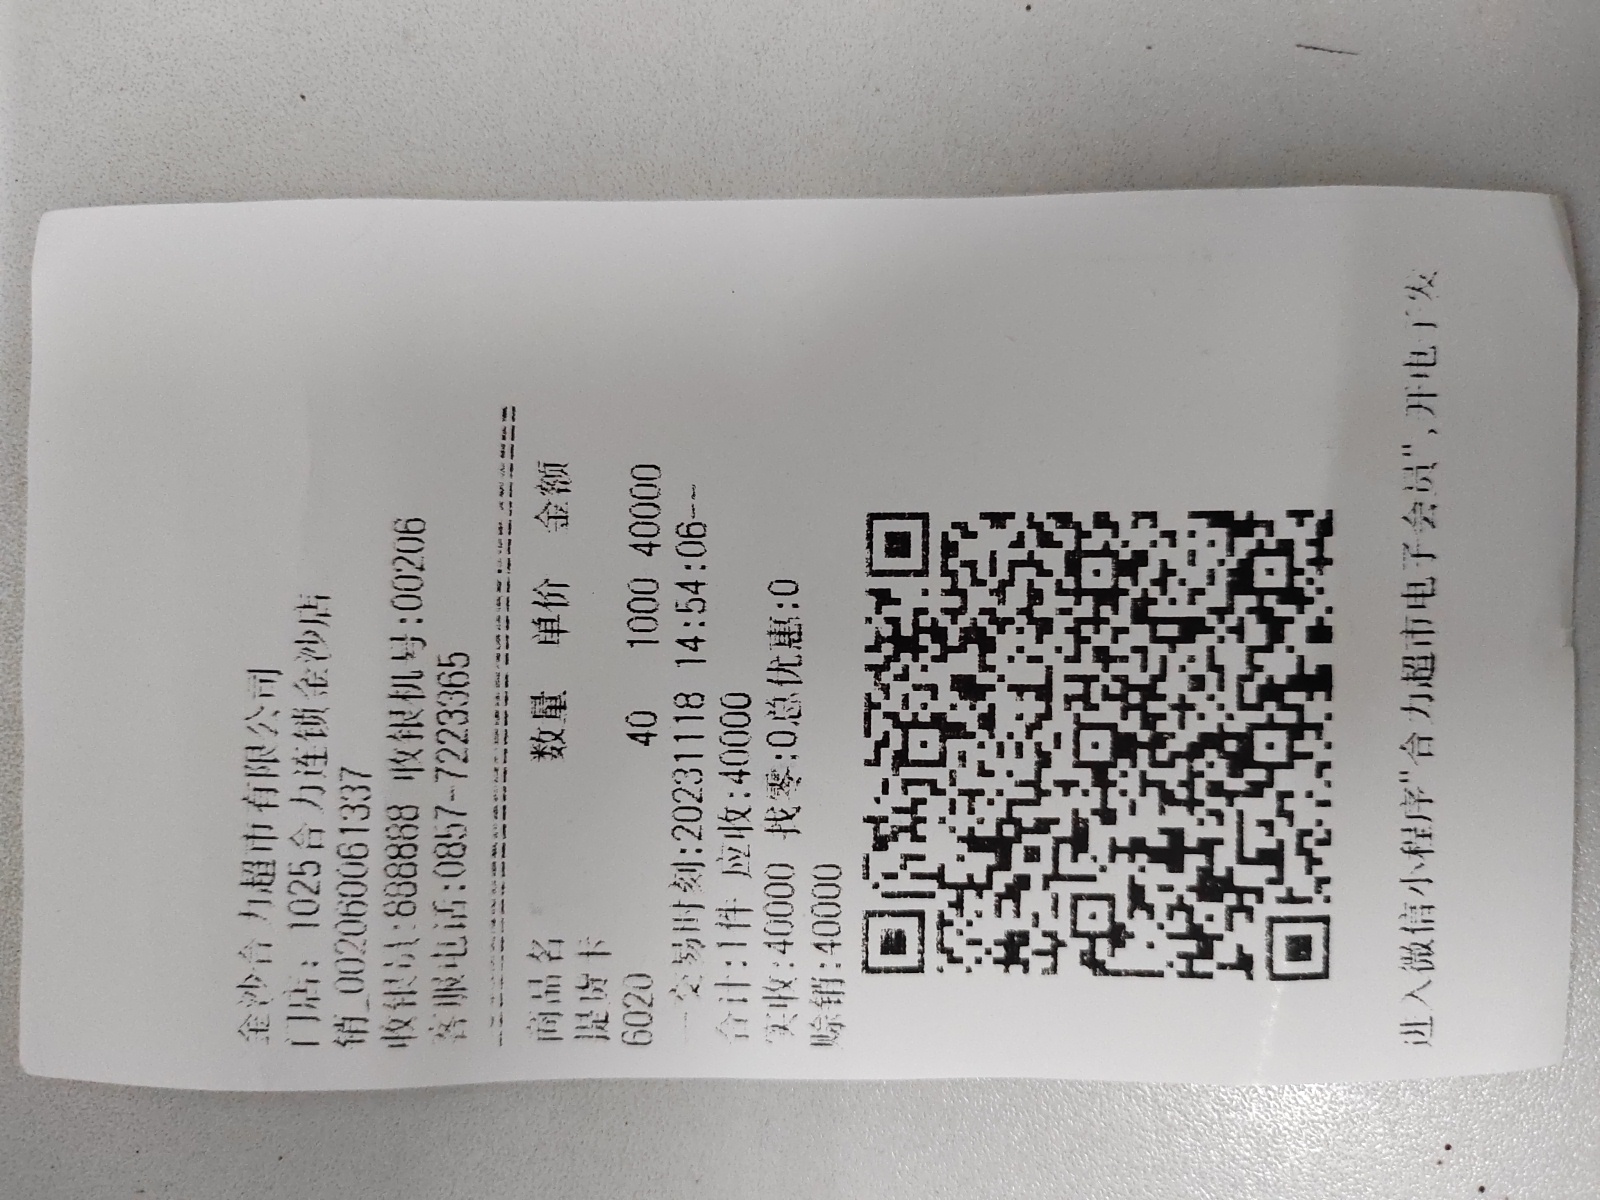 金沙合力超市有限公司
门店：1025合力连锁金沙店
销_0020600061337
收银员:888888 收银机号:00206
客服电话:0857-7223365
商品名 数量 单价 金额
提货卡
6020 40 1000 40000
--交易时刻:20231118 14:54:06--
合计:1件 应收:40000
实收:40000 找零:0总优惠:0
赊销:40000
进入微信小程序"合力超市电子会员",开电子发